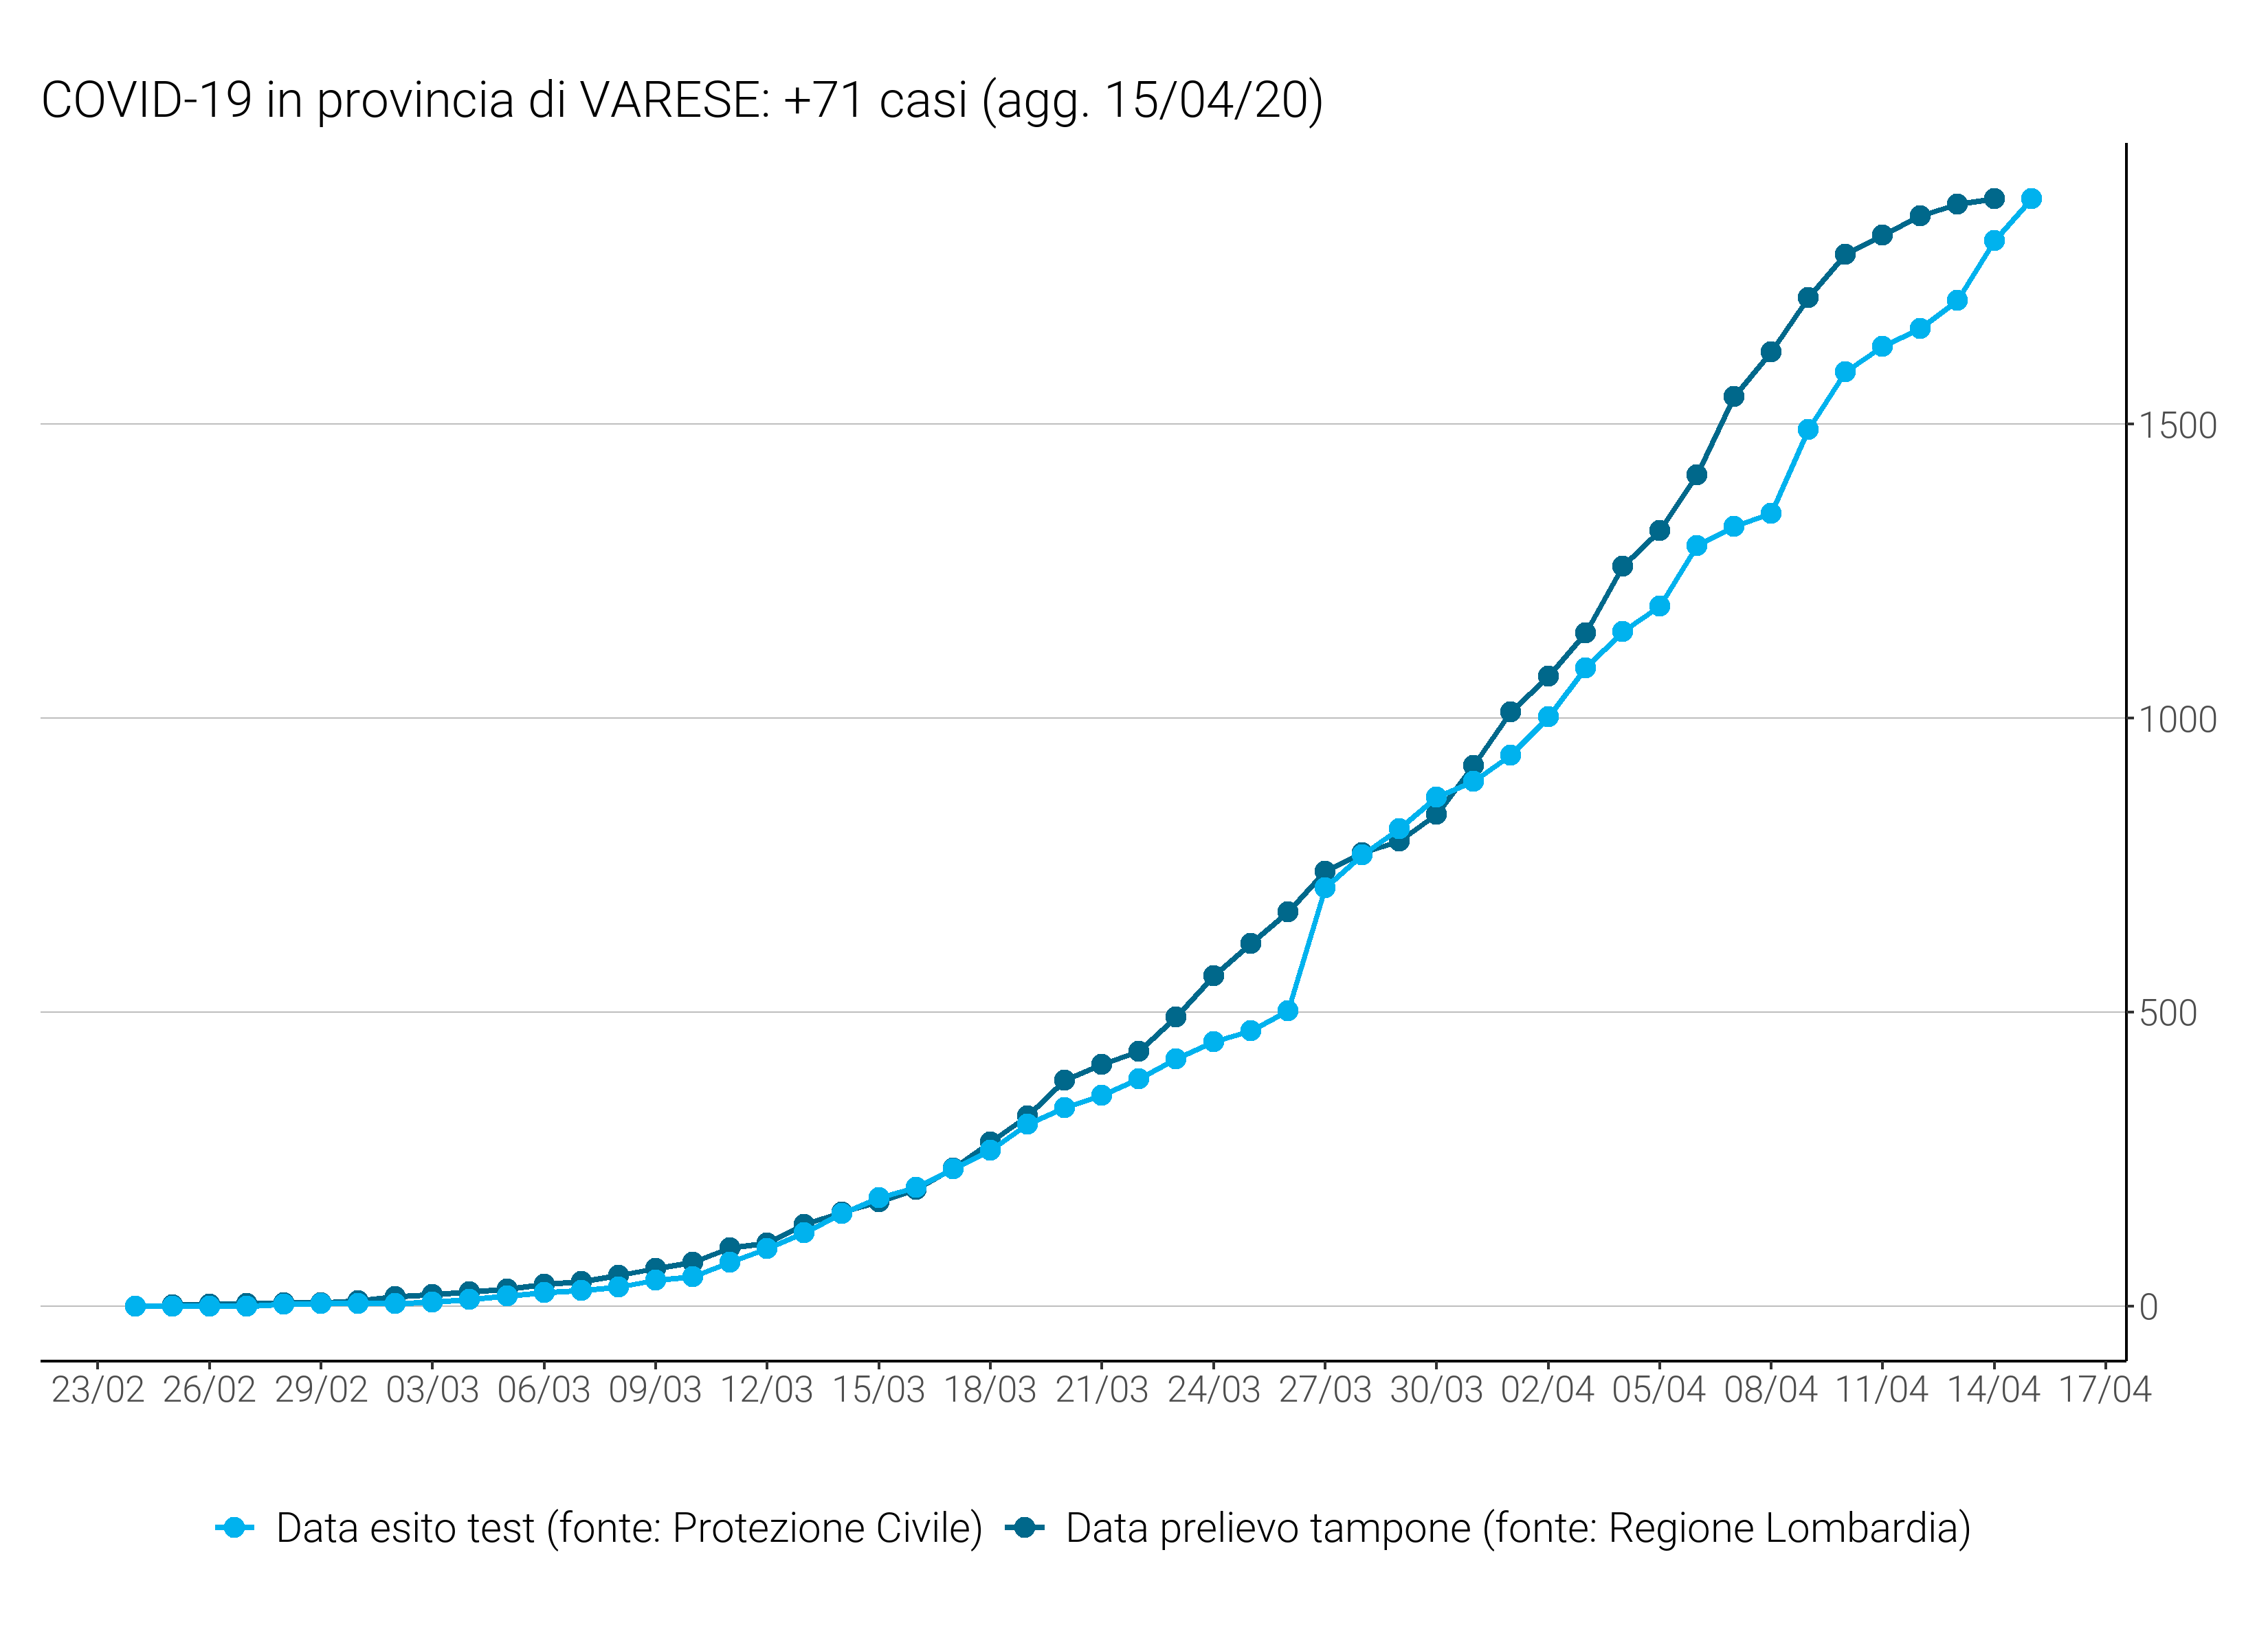 COVID-19 in provincia di VARESE: +71 casi (agg. 15/04/20)
1500
1000
500
0
23/02 26/02 29/02 03/03 06/03 09/03 12/03 15/03 18/03 21/03 24/03 27/03 30/03 02/04 05/04 08/04 11/04 14/04 17/04
Data esito test (fonte: Protezione Civile) Data prelievo tampone (fonte: Regione Lombardia)